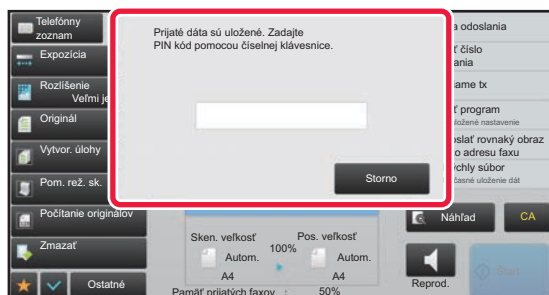 Telefónny
zoznam
Expozícia
Rozlíšenie
Veľmi je
Originál
Vytvor. úlohy
Pom. rež. sk.
Počítanie originálov
Zmazať
Ostatné
Prijaté dáta sú uložené. Zadajte
PIN kód pomocou číselnej klávesnice.
Storno
Sken. veľkosť
Pos. veľkosť
100%
Autom.
A4
Autom.
A4
Pamäť prijatých faxov :
50%
a odoslania
ť číslo
ania
ame tx
ť program
ložené nastavenie
oslať rovnaký obraz
o adresu faxu
ychly súbor
časné uloženie dát
Náhľad
CA
Reprod.
Start